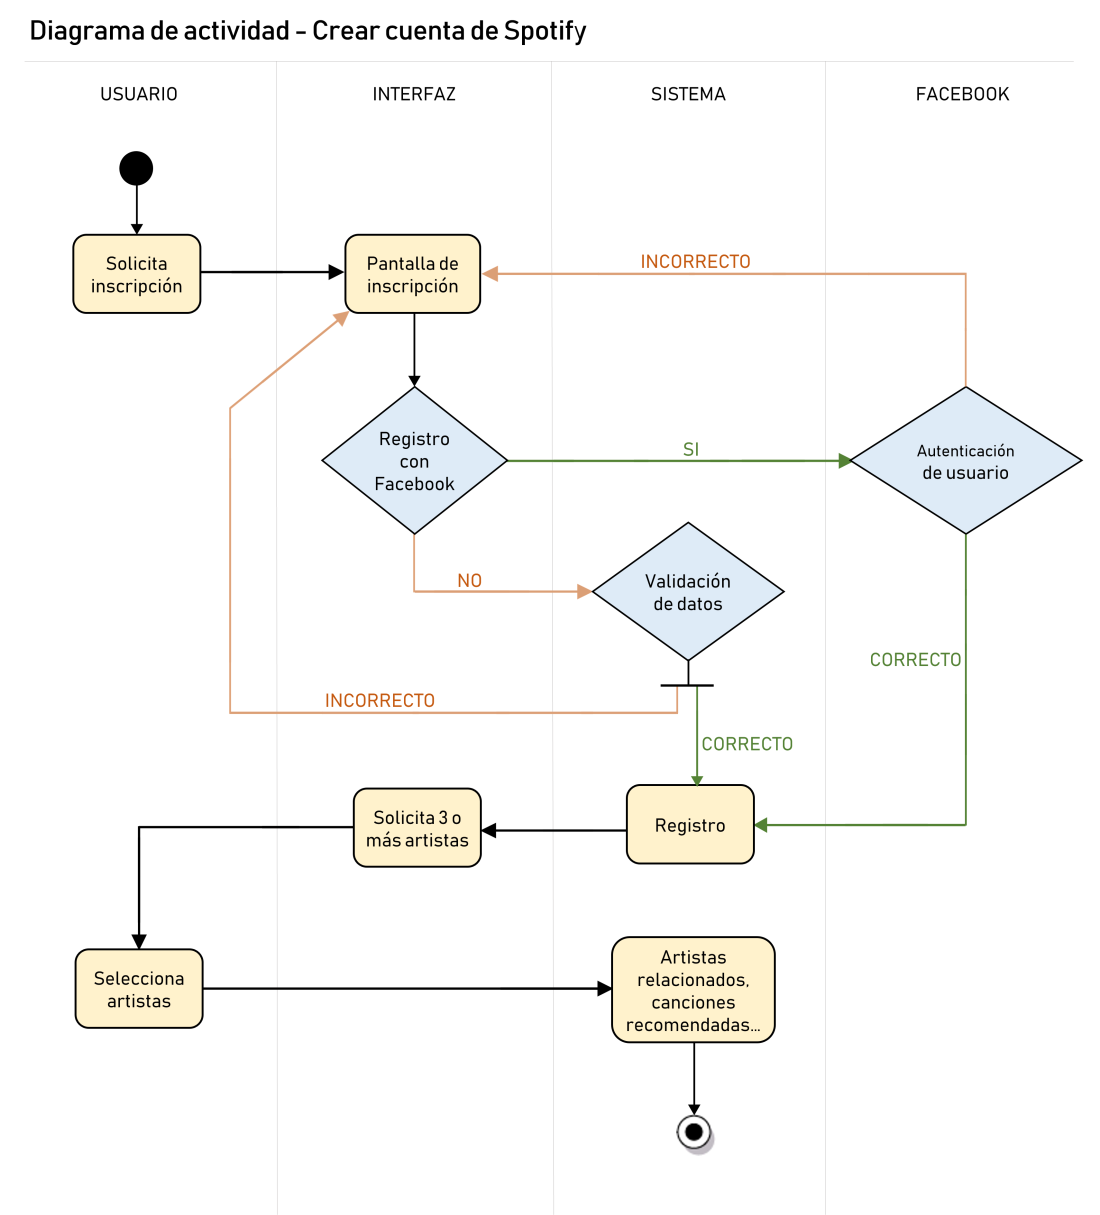 Diagrama de actividad - Crear cuenta de Spotify
USUARIO
INTERFAZ
SISTEMA
FACEBOOK
Solicita
inscripción
Pantalla de
inscripción
INCORRECTO
Registro
con
Facebook
SI
Autenticación
de usuario
NO
Validación
de datos
CORRECTO
INCORRECTO
CORRECTO
Solicita 3 o
más artistas
Registro
Selecciona
artistas
Artistas
relacionados,
canciones
recomendadas...